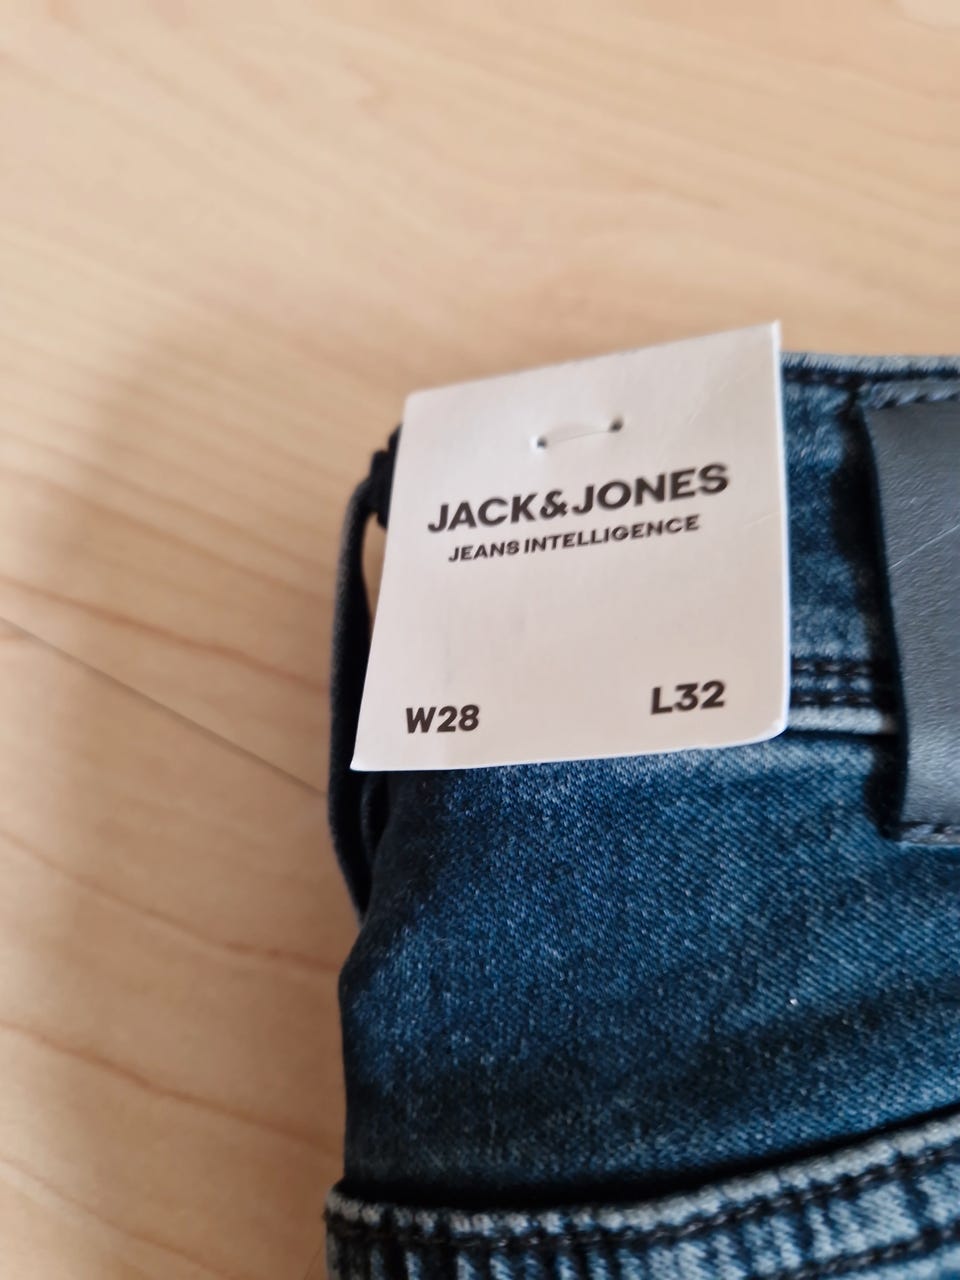 JACK&JONES
JEANS INTELLIGENCE
W28 L32